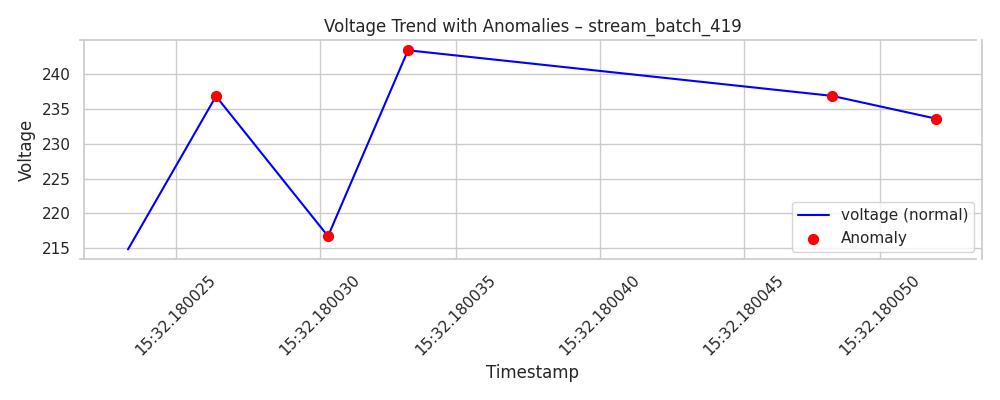 Voltage Trend with Anomalies – stream_batch_419
Voltage
240
235
230
225
220
215
voltage (normal)
Anomaly
15:32.180025
15:32.180030
15:32.180035
15:32.180040
15:32.180045
15:32.180050
Timestamp